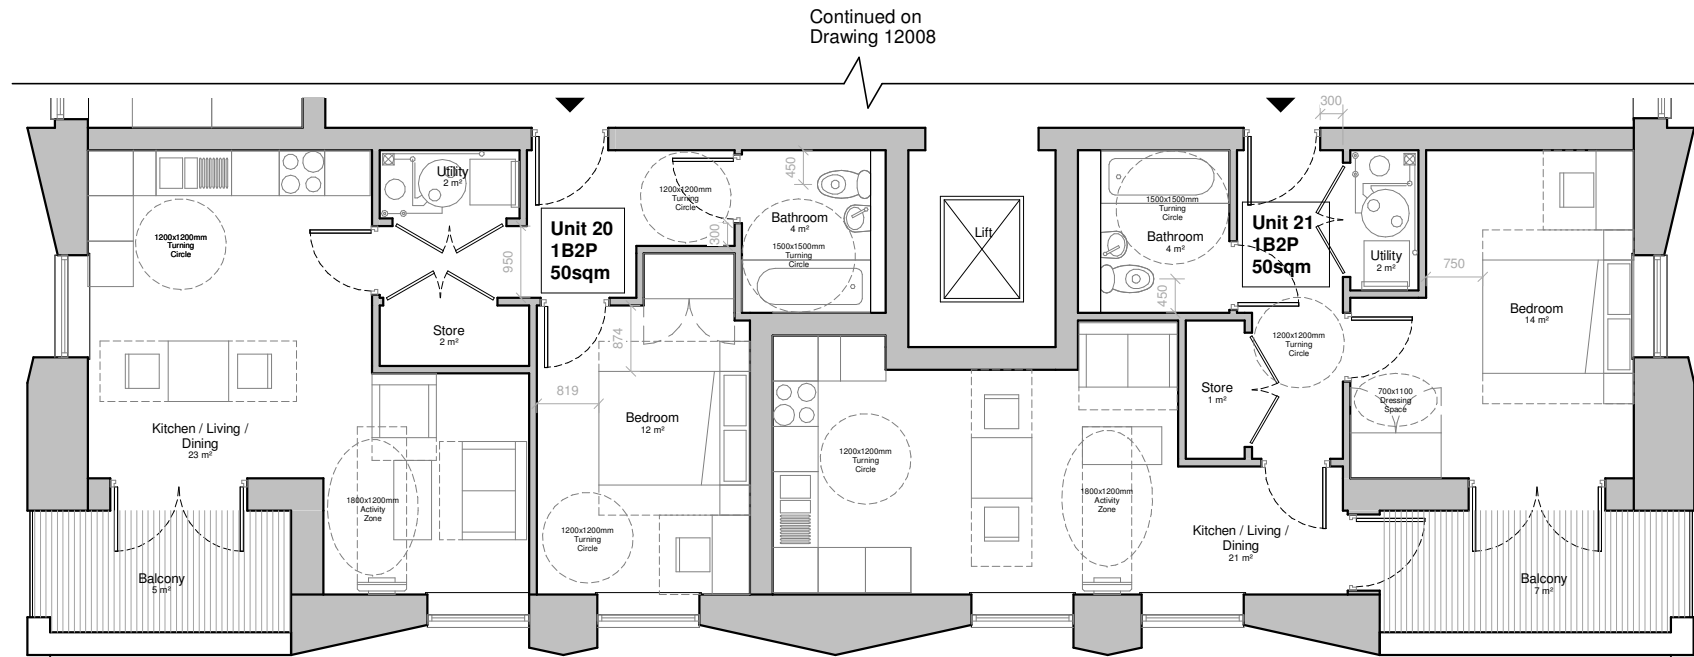 Continued on
Drawing 12008
300
Utility
2 m²
1200x1200mm
Turning
Circle
450
Bathroom
4 m²
1500x1500mm
Turning
Circle
300
Unit 20
1B2P
50sqm
950
1200x1200mm
Turning
Circle
Store
2 m²
874
819
Bedroom
12 m²
Kitchen / Living /
Dining
23 m²
1800x1200mm
Activity
Zone
1200x1200mm
Turning
Circle
Balcony
5 m²
Lift
1500x1500mm
Turning
Circle
Bathroom
4 m²
450
Unit 21
1B2P
50sqm
Utility
2 m²
750
Bedroom
14 m²
1200x1200mm
Turning
Circle
Store
1 m²
700x1100
Dressing
Space
1200x1200mm
Turning
Circle
1800x1200mm
Activity
Zone
Kitchen / Living /
Dining
21 m²
Balcony
7 m²